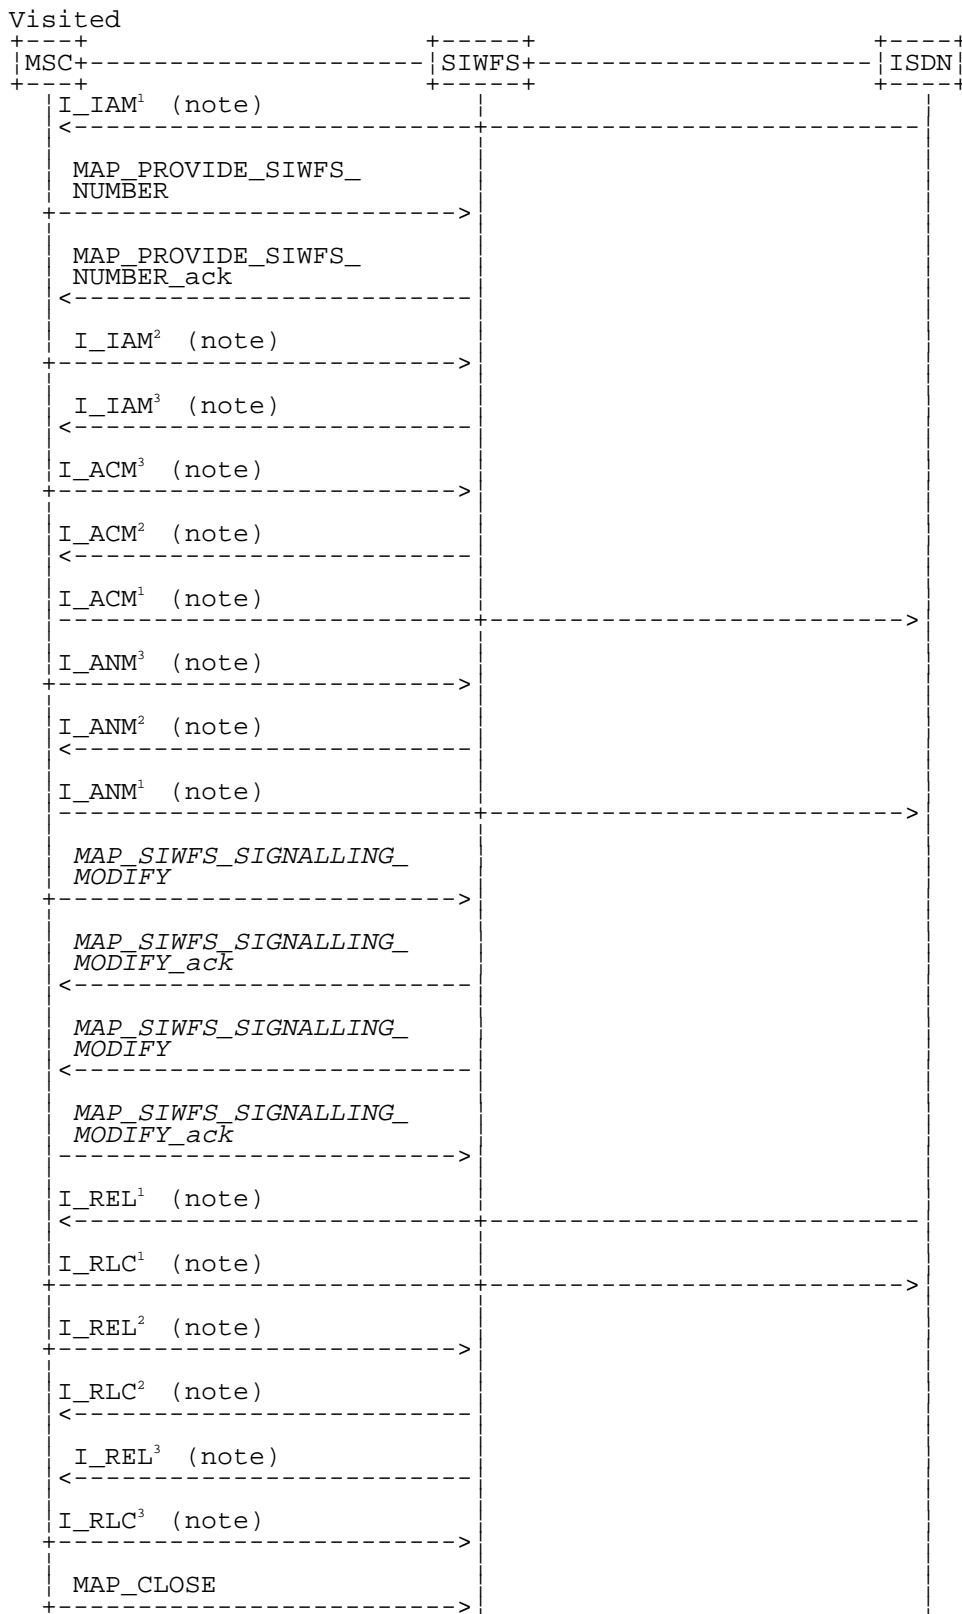 Visited
MSC SIWFS ISDN
I_IAM¹ (note)
MAP_PROVIDE_SIWFS_
NUMBER
MAP_PROVIDE_SIWFS_
NUMBER_ack
I_IAM² (note)
I_IAM³ (note)
I_ACM³ (note)
I_ACM² (note)
I_ACM¹ (note)
I_ANM³ (note)
I_ANM² (note)
I_ANM¹ (note)
MAP_SIWFS_SIGNALLING_
MODIFY
MAP_SIWFS_SIGNALLING_
MODIFY_ack
MAP_SIWFS_SIGNALLING_
MODIFY
MAP_SIWFS_SIGNALLING_
MODIFY_ack
I_REL¹ (note)
I_RLC¹ (note)
I_REL² (note)
I_RLC² (note)
I_REL³ (note)
I_RLC³ (note)
MAP_CLOSE